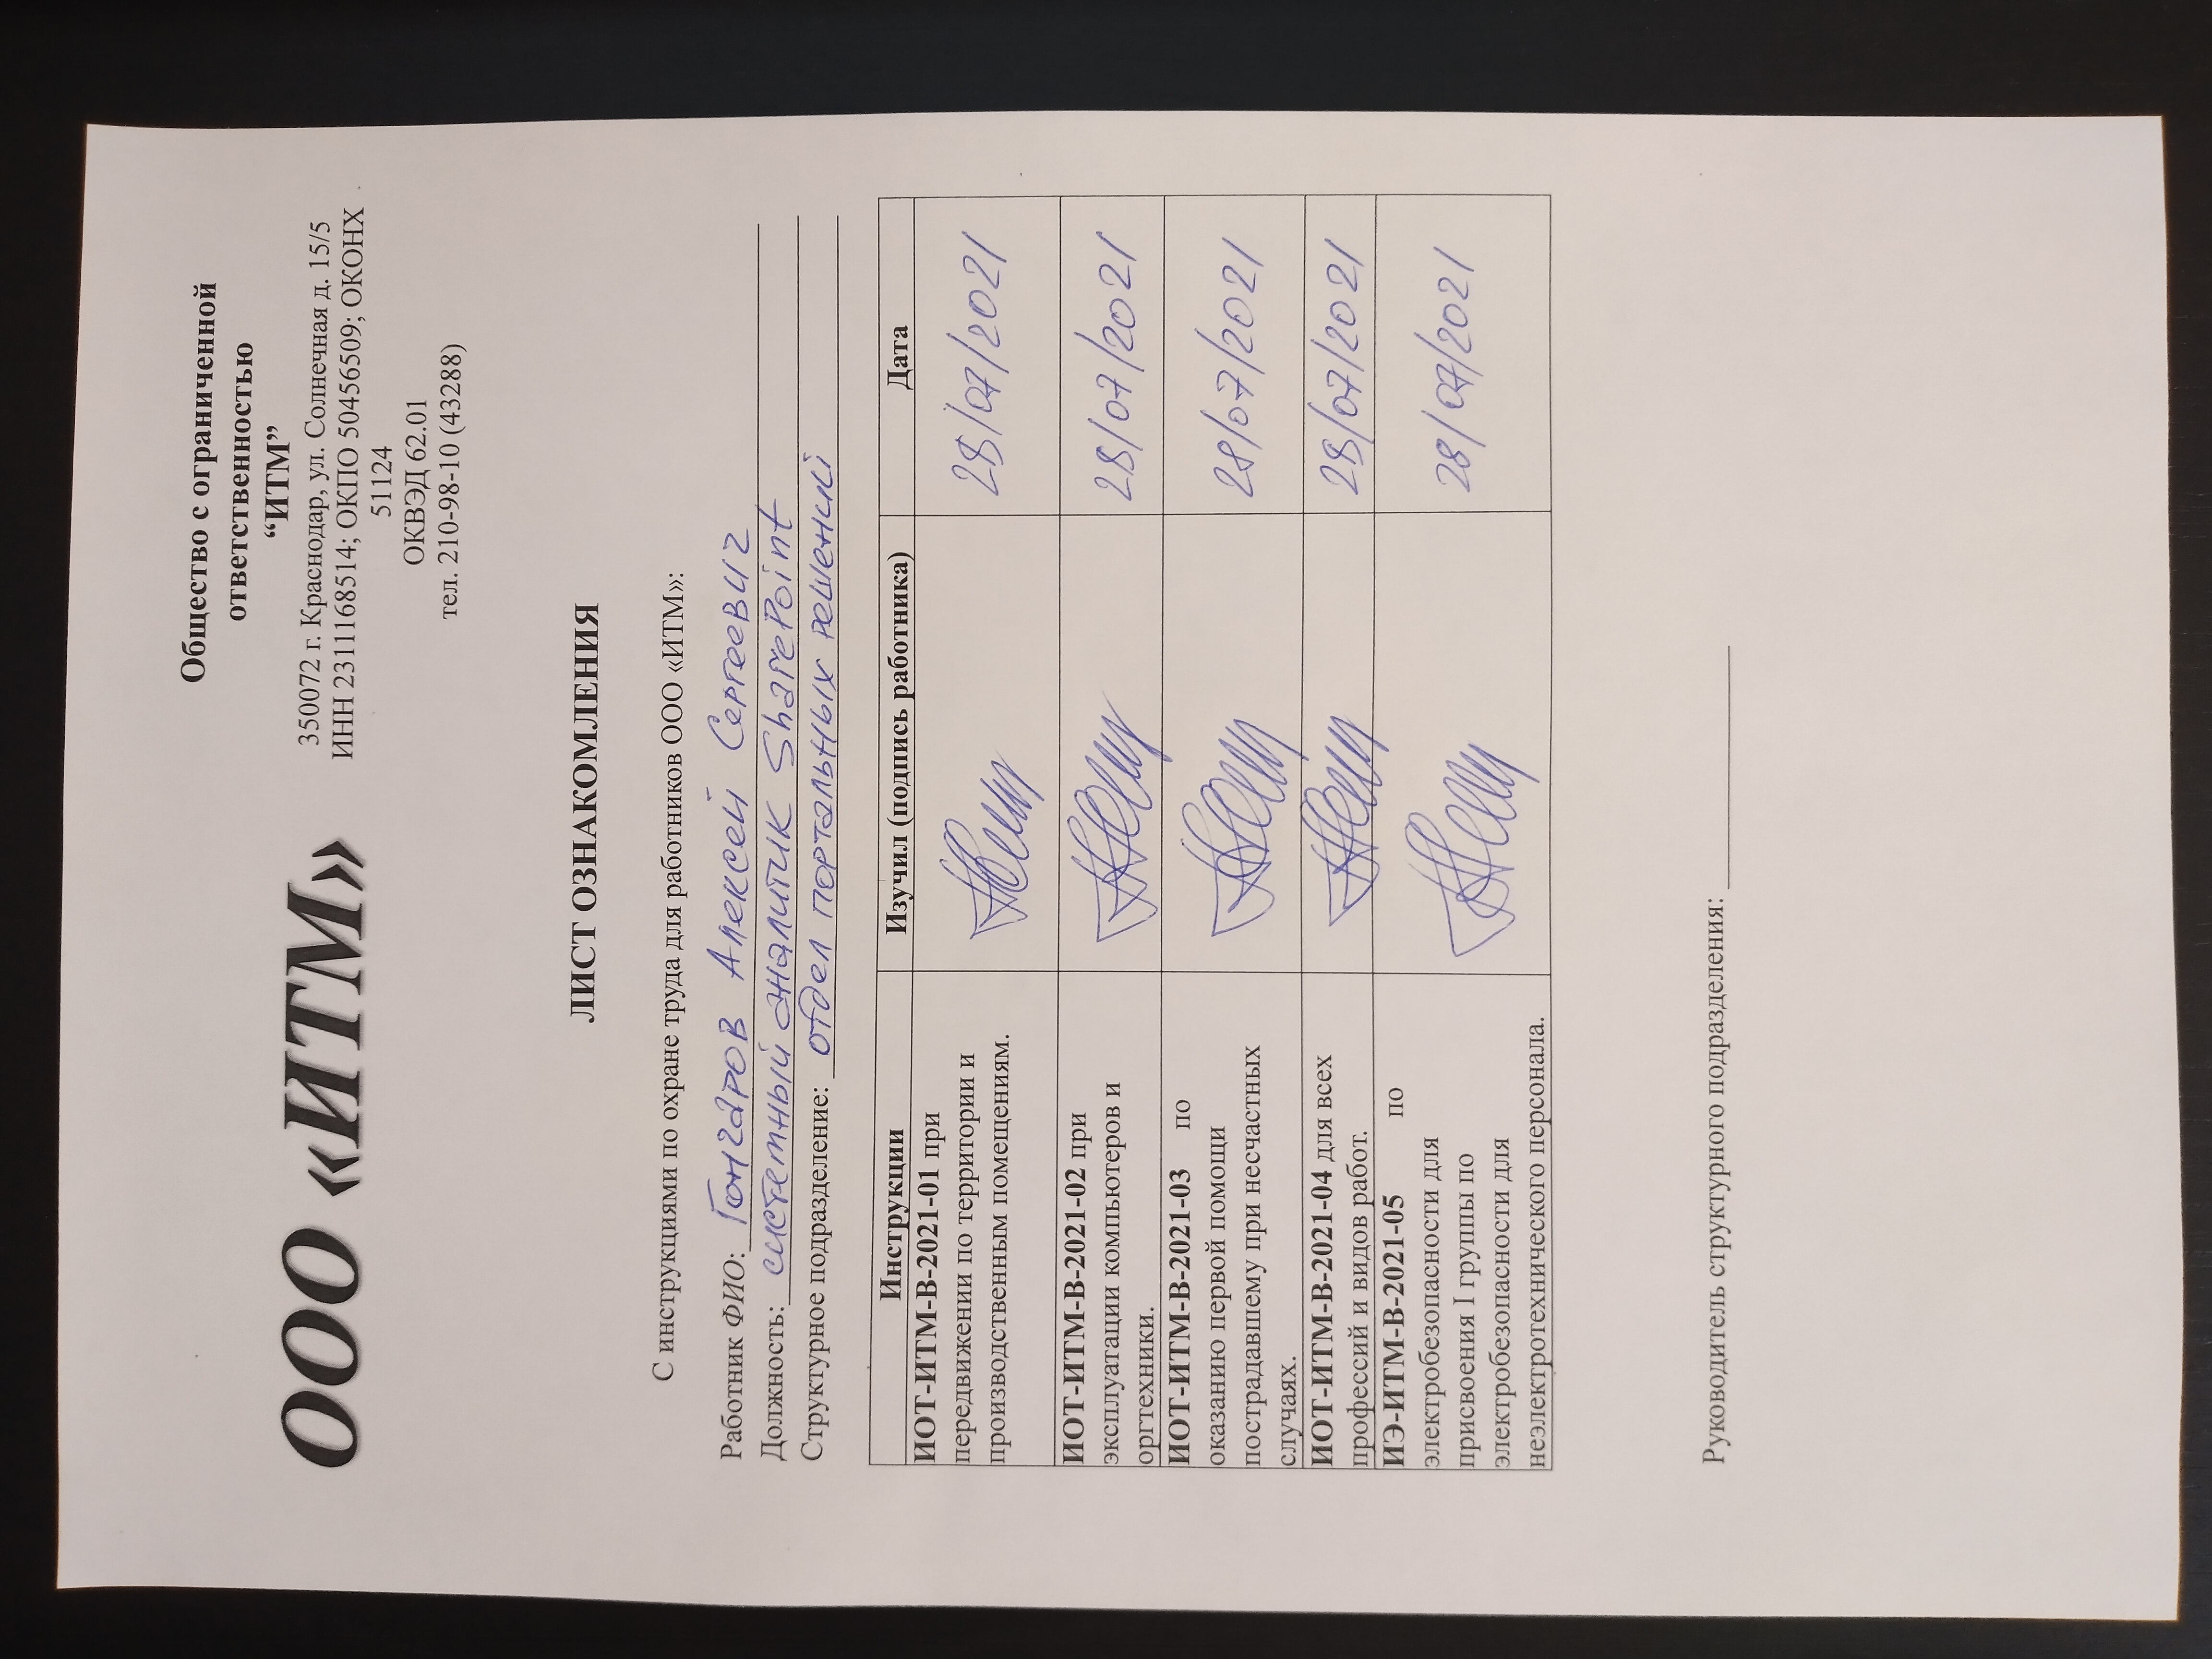 ООО «ИТМ»
Общество с ограниченной
ответственностью
“ИТМ”
350072 г. Краснодар, ул. Солнечная д. 15/5
ИНН 2311168514; ОКПО 50456509; ОКОНХ
51124
ОКВЭД 62.01
тел. 210-98-10 (43288)
ЛИСТ ОЗНАКОМЛЕНИЯ
С инструкциями по охране труда для работников ООО «ИТМ»:
Работник ФИО: Гончаров Алексей Сергеевич
Должность: системный аналитик SharePoint
Структурное подразделение: отдел портальных решений
Инструкции Изучил (подпись работника) Дата
ИОТ-ИТМ-В-2021-01 при
передвижении по территории и
производственным помещениям.
28/07/2021
ИОТ-ИТМ-В-2021-02 при
эксплуатации компьютеров и
оргтехники.
28/07/2021
ИОТ-ИТМ-В-2021-03 по
оказанию первой помощи
пострадавшему при несчастных
случаях.
28/07/2021
ИОТ-ИТМ-В-2021-04 для всех
профессий и видов работ.
28/07/2021
ИЭ-ИТМ-В-2021-05 по
электробезопасности для
присвоения I группы по
электробезопасности для
неэлектротехнического персонала.
28/07/2021
Руководитель структурного подразделения: